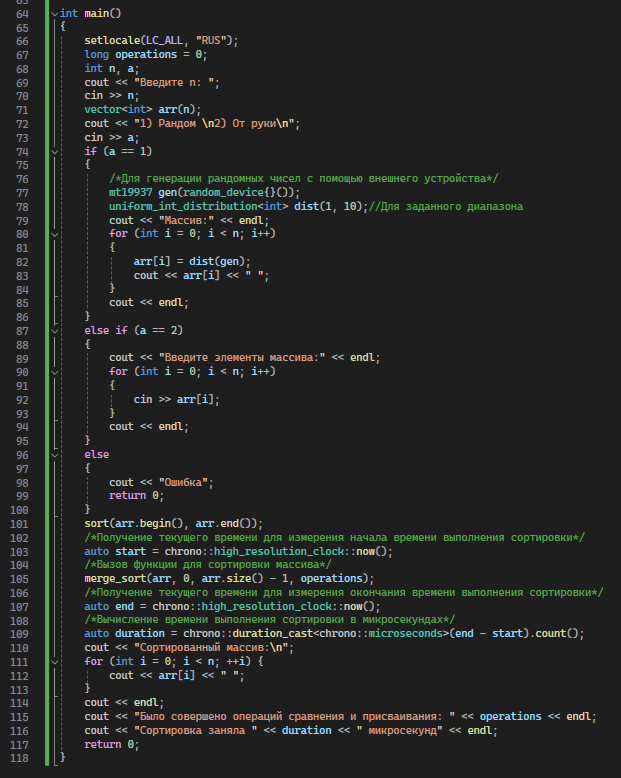 64 int main()
65 {
66 setlocale(LC_ALL, "RUS");
67 long operations = 0;
68 int n, a;
69 cout << "Введите n: ";
70 cin >> n;
71 vector<int> arr(n);
72 cout << "1) Рандом \n2) От руки\n";
73 cin >> a;
74 if (a == 1)
75 {
76 /*Для генерации рандомных чисел с помощью внешнего устройства*/
77 mt19937 gen(random_device{}());
78 uniform_int_distribution<int> dist(1, 10);//Для заданного диапазона
79 cout << "Массив:" << endl;
80 for (int i = 0; i < n; i++)
81 {
82 arr[i] = dist(gen);
83 cout << arr[i] << " ";
84 }
85 cout << endl;
86 }
87 else if (a == 2)
88 {
89 cout << "Введите элементы массива:" << endl;
90 for (int i = 0; i < n; i++)
91 {
92 cin >> arr[i];
93 }
94 cout << endl;
95 }
96 else
97 {
98 cout << "Ошибка";
99 return 0;
100 }
101 sort(arr.begin(), arr.end());
102 /*Получение текущего времени для измерения начала времени выполнения сортировки*/
103 auto start = chrono::high_resolution_clock::now();
104 /*Вызов функции для сортировки массива*/
105 merge_sort(arr, 0, arr.size() - 1, operations);
106 /*Получение текущего времени для измерения окончания времени выполнения сортировки*/
107 auto end = chrono::high_resolution_clock::now();
108 /*Вычисление времени выполнения сортировки в микросекундах*/
109 auto duration = chrono::duration_cast<chrono::microseconds>(end - start).count();
110 cout << "Сортированный массив:\n";
111 for (int i = 0; i < n; ++i) {
112 cout << arr[i] << " ";
113 }
114 cout << endl;
115 cout << "Было совершено операций сравнения и присваивания: " << operations << endl;
116 cout << "Сортировка заняла " << duration << " микросекунд" << endl;
117 return 0;
118 }